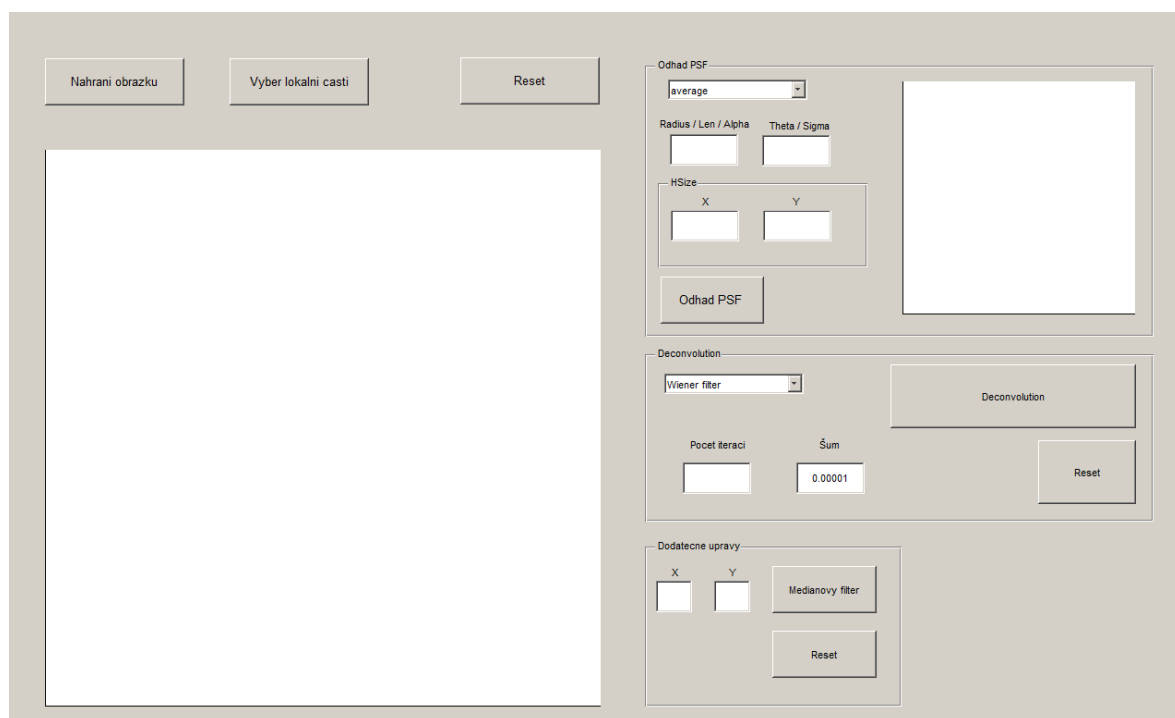 Nahrani obrazku
Vyber lokalni casti
Reset
Odhad PSF
average
Radius / Len / Alpha
Theta / Sigma
HSize
X
Y
Odhad PSF
Deconvolution
Wiener filter
Deconvolution
Pocet iteraci
Šum
0.00001
Reset
Dodatecne upravy
X
Y
Medianovy filter
Reset